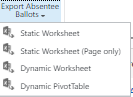 Export Absentee
Ballots
Static Worksheet
Static Worksheet (Page only)
Dynamic Worksheet
Dynamic PivotTable